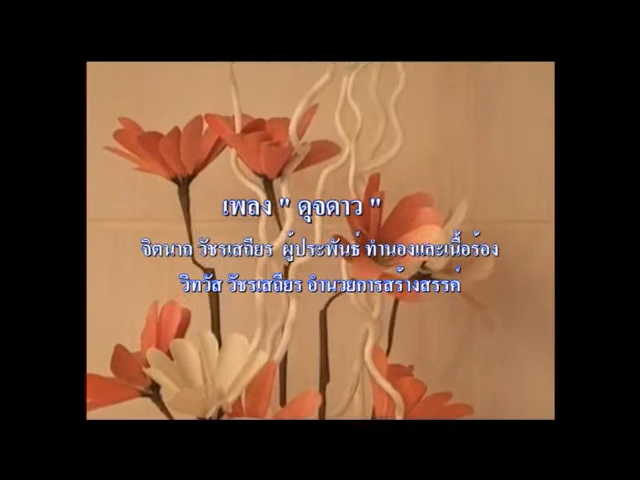 เพลง " ดุจดาว "
จิตนาถ วัชรเสถียร ผู้ประพันธ์ ทำนองและเนื้อร้อง
วิทวัส วัชรเสถียร อำนวยการสร้างสรรค์